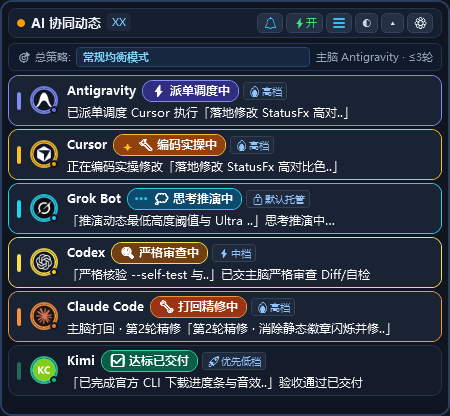 AI 协同动态 XX 开
总策略: 常规均衡模式 主脑 Antigravity · ≤3轮
Antigravity 派单调度中 高档
已派单调度 Cursor 执行「落地修改 StatusFx 高对..」
Cursor 编码实操中 高档
正在编码实操修改「落地修改 StatusFx 高对比色..」
Grok Bot 思考推演中 默认托管
「推演动态最低高度阈值与 Ultra ..」思考推演中...
Codex 严格审查中 中档
「严格核验 --self-test 与..」已交主脑严格审查 Diff/自检
Claude Code 打回精修中 高档
主脑打回 · 第2轮精修「第2轮精修 · 消除静态徽章闪烁并修..」
KC Kimi 达标已交付 优先低档
「已完成官方 CLI 下载进度条与音效..」验收通过已交付